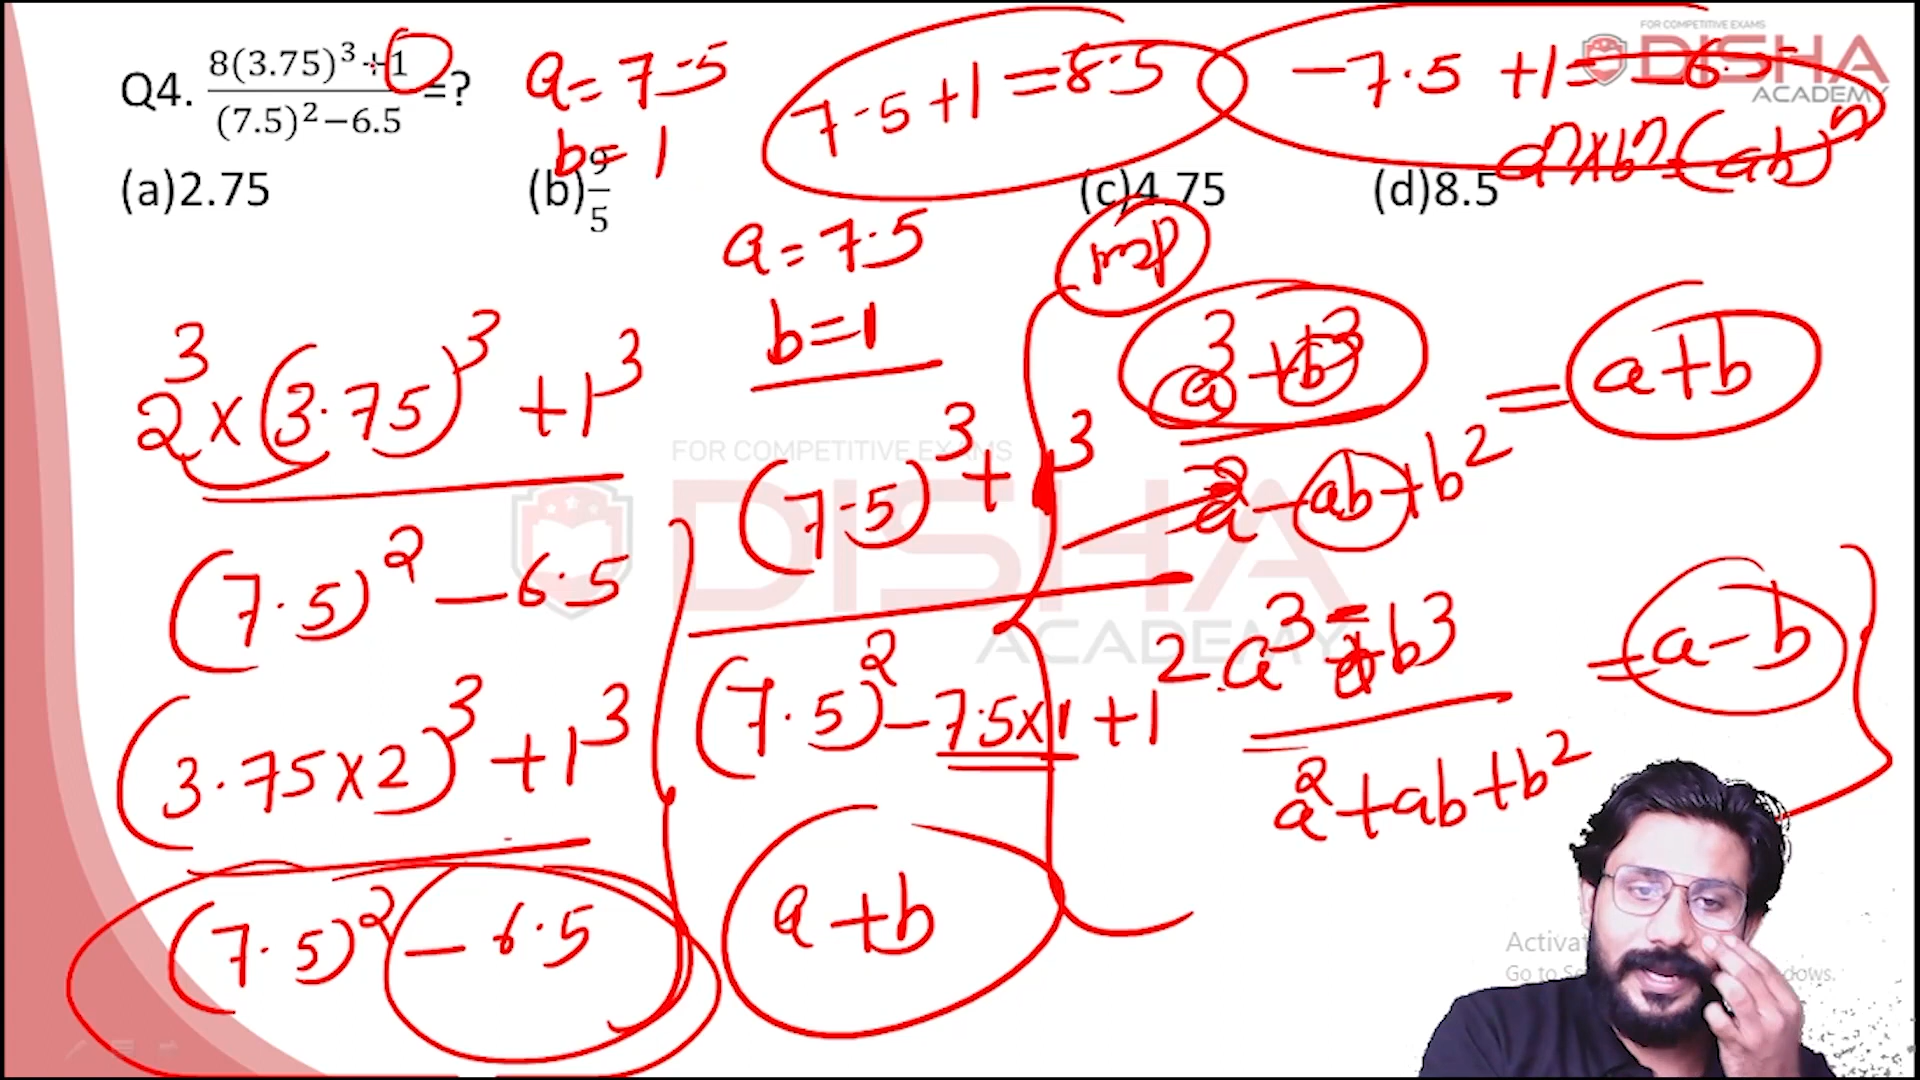 FOR COMPETITIVE EXAMS
DISHA
ACADEMY
Q4. 8(3.75)³+1 / (7.5)²−6.5 =?
a=7.5
b=1
7.5+1=8.5
−7.5+1=−6.5
aⁿ×bⁿ=(ab)ⁿ
(a)2.75 (b)9/5 (c)4.75 (d)8.5
a=7.5
b=1
imp
2³×(3.75)³+1³
(7.5)²−6.5
(3.75×2)³+1³
(7.5)²−6.5
(7.5)³+1³
(7.5)²−7.5×1+1²
a+b
a³+b³ / a²−ab+b² = a+b
a³−b³ / a²+ab+b² = a−b
FOR COMPETITIVE EXAMS
DISHA
ACADEMY